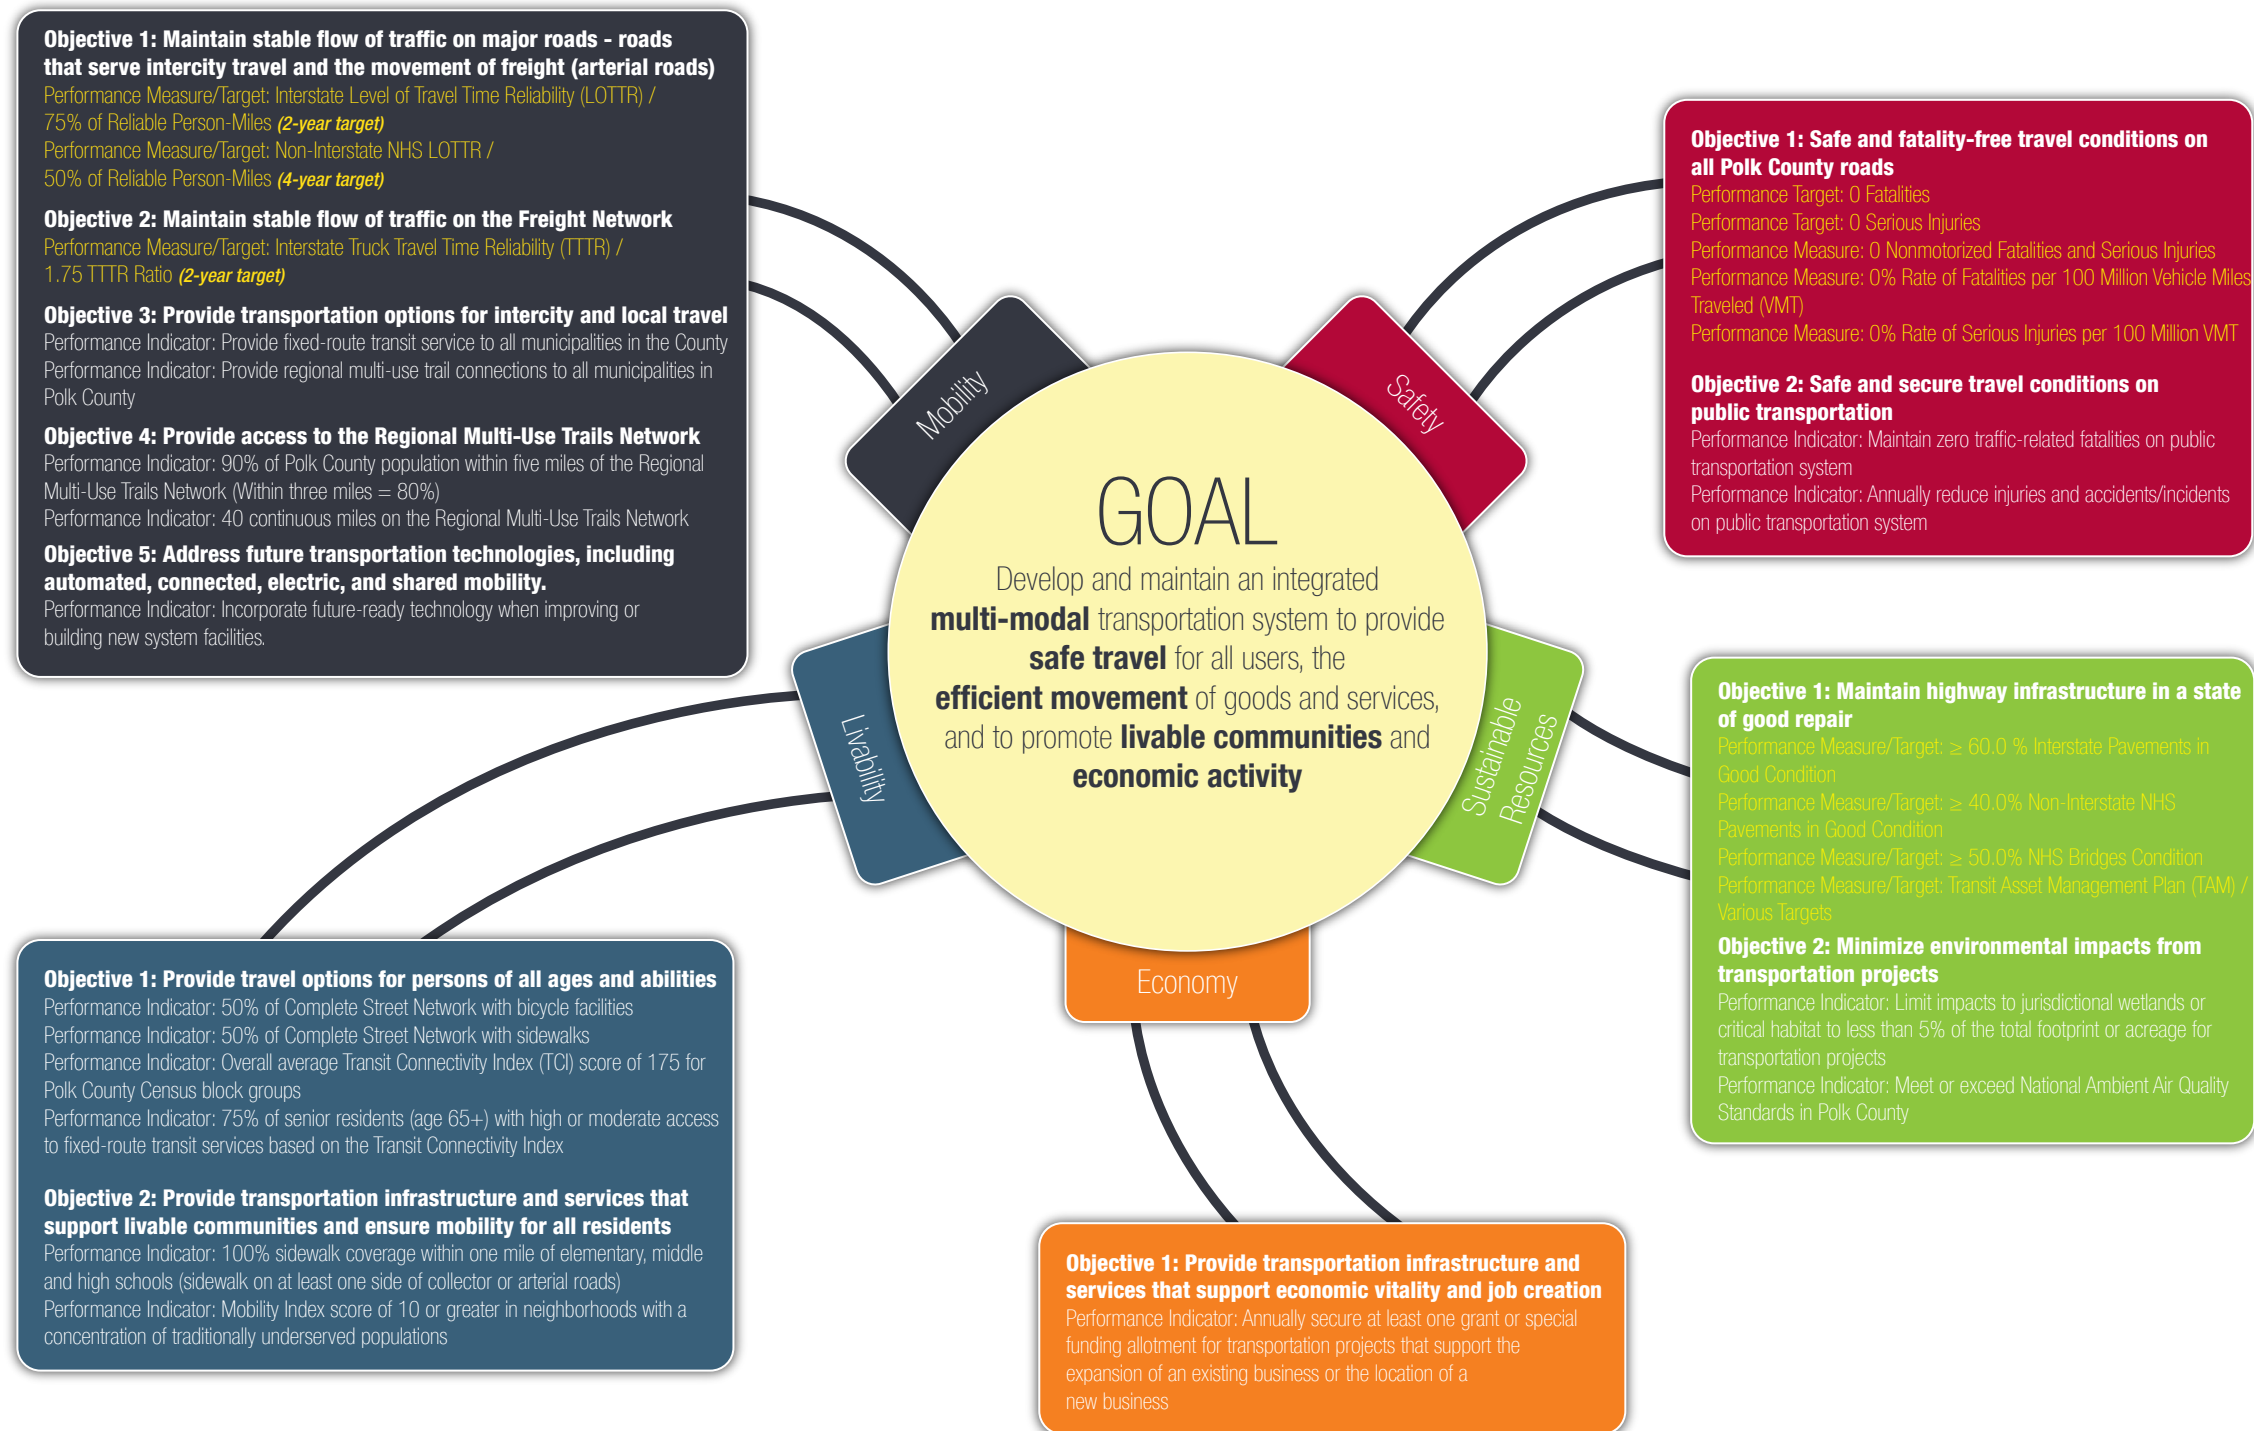 Objective 1: Maintain stable flow of traffic on major roads - roads
that serve intercity travel and the movement of freight (arterial roads)
Performance Measure/Target: Interstate Level of Travel Time Reliability (LOTTR) /
75% of Reliable Person-Miles (2-year target)
Performance Measure/Target: Non-Interstate NHS LOTTR /
50% of Reliable Person-Miles (4-year target)
Objective 2: Maintain stable flow of traffic on the Freight Network
Performance Measure/Target: Interstate Truck Travel Time Reliability (TTTR) /
1.75 TTTR Ratio (2-year target)
Objective 3: Provide transportation options for intercity and local travel
Performance Indicator: Provide fixed-route transit service to all municipalities in the County
Performance Indicator: Provide regional multi-use trail connections to all municipalities in
Polk County
Objective 4: Provide access to the Regional Multi-Use Trails Network
Performance Indicator: 90% of Polk County population within five miles of the Regional
Multi-Use Trails Network (Within three miles = 80%)
Performance Indicator: 40 continuous miles on the Regional Multi-Use Trails Network
Objective 5: Address future transportation technologies, including
automated, connected, electric, and shared mobility.
Performance Indicator: Incorporate future-ready technology when improving or
building new system facilities.
Objective 1: Safe and fatality-free travel conditions on
all Polk County roads
Performance Target: 0 Fatalities
Performance Target: 0 Serious Injuries
Performance Measure: 0 Nonmotorized Fatalities and Serious Injuries
Performance Measure: 0% Rate of Fatalities per 100 Million Vehicle Miles
Traveled (VMT)
Performance Measure: 0% Rate of Serious Injuries per 100 Million VMT
Objective 2: Safe and secure travel conditions on
public transportation
Performance Indicator: Maintain zero traffic-related fatalities on public
transportation system
Performance Indicator: Annually reduce injuries and accidents/incidents
on public transportation system
Mobility
Safety
GOAL
Develop and maintain an integrated
multi-modal transportation system to provide
safe travel for all users, the
efficient movement of goods and services,
and to promote livable communities and
economic activity
Livability
Sustainable
Resources
Economy
Objective 1: Maintain highway infrastructure in a state
of good repair
Performance Measure/Target: ≥ 60.0 % Interstate Pavements in
Good Condition
Performance Measure/Target: ≥ 40.0% Non-Interstate NHS
Pavements in Good Condition
Performance Measure/Target: ≥ 50.0% NHS Bridges Condition
Performance Measure/Target: Transit Asset Management Plan (TAM) /
Various Targets
Objective 2: Minimize environmental impacts from
transportation projects
Performance Indicator: Limit impacts to jurisdictional wetlands or
critical habitat to less than 5% of the total footprint or acreage for
transportation projects
Performance Indicator: Meet or exceed National Ambient Air Quality
Standards in Polk County
Objective 1: Provide travel options for persons of all ages and abilities
Performance Indicator: 50% of Complete Street Network with bicycle facilities
Performance Indicator: 50% of Complete Street Network with sidewalks
Performance Indicator: Overall average Transit Connectivity Index (TCI) score of 175 for
Polk County Census block groups
Performance Indicator: 75% of senior residents (age 65+) with high or moderate access
to fixed-route transit services based on the Transit Connectivity Index
Objective 2: Provide transportation infrastructure and services that
support livable communities and ensure mobility for all residents
Performance Indicator: 100% sidewalk coverage within one mile of elementary, middle
and high schools (sidewalk on at least one side of collector or arterial roads)
Performance Indicator: Mobility Index score of 10 or greater in neighborhoods with a
concentration of traditionally underserved populations
Objective 1: Provide transportation infrastructure and
services that support economic vitality and job creation
Performance Indicator: Annually secure at least one grant or special
funding allotment for transportation projects that support the
expansion of an existing business or the location of a
new business